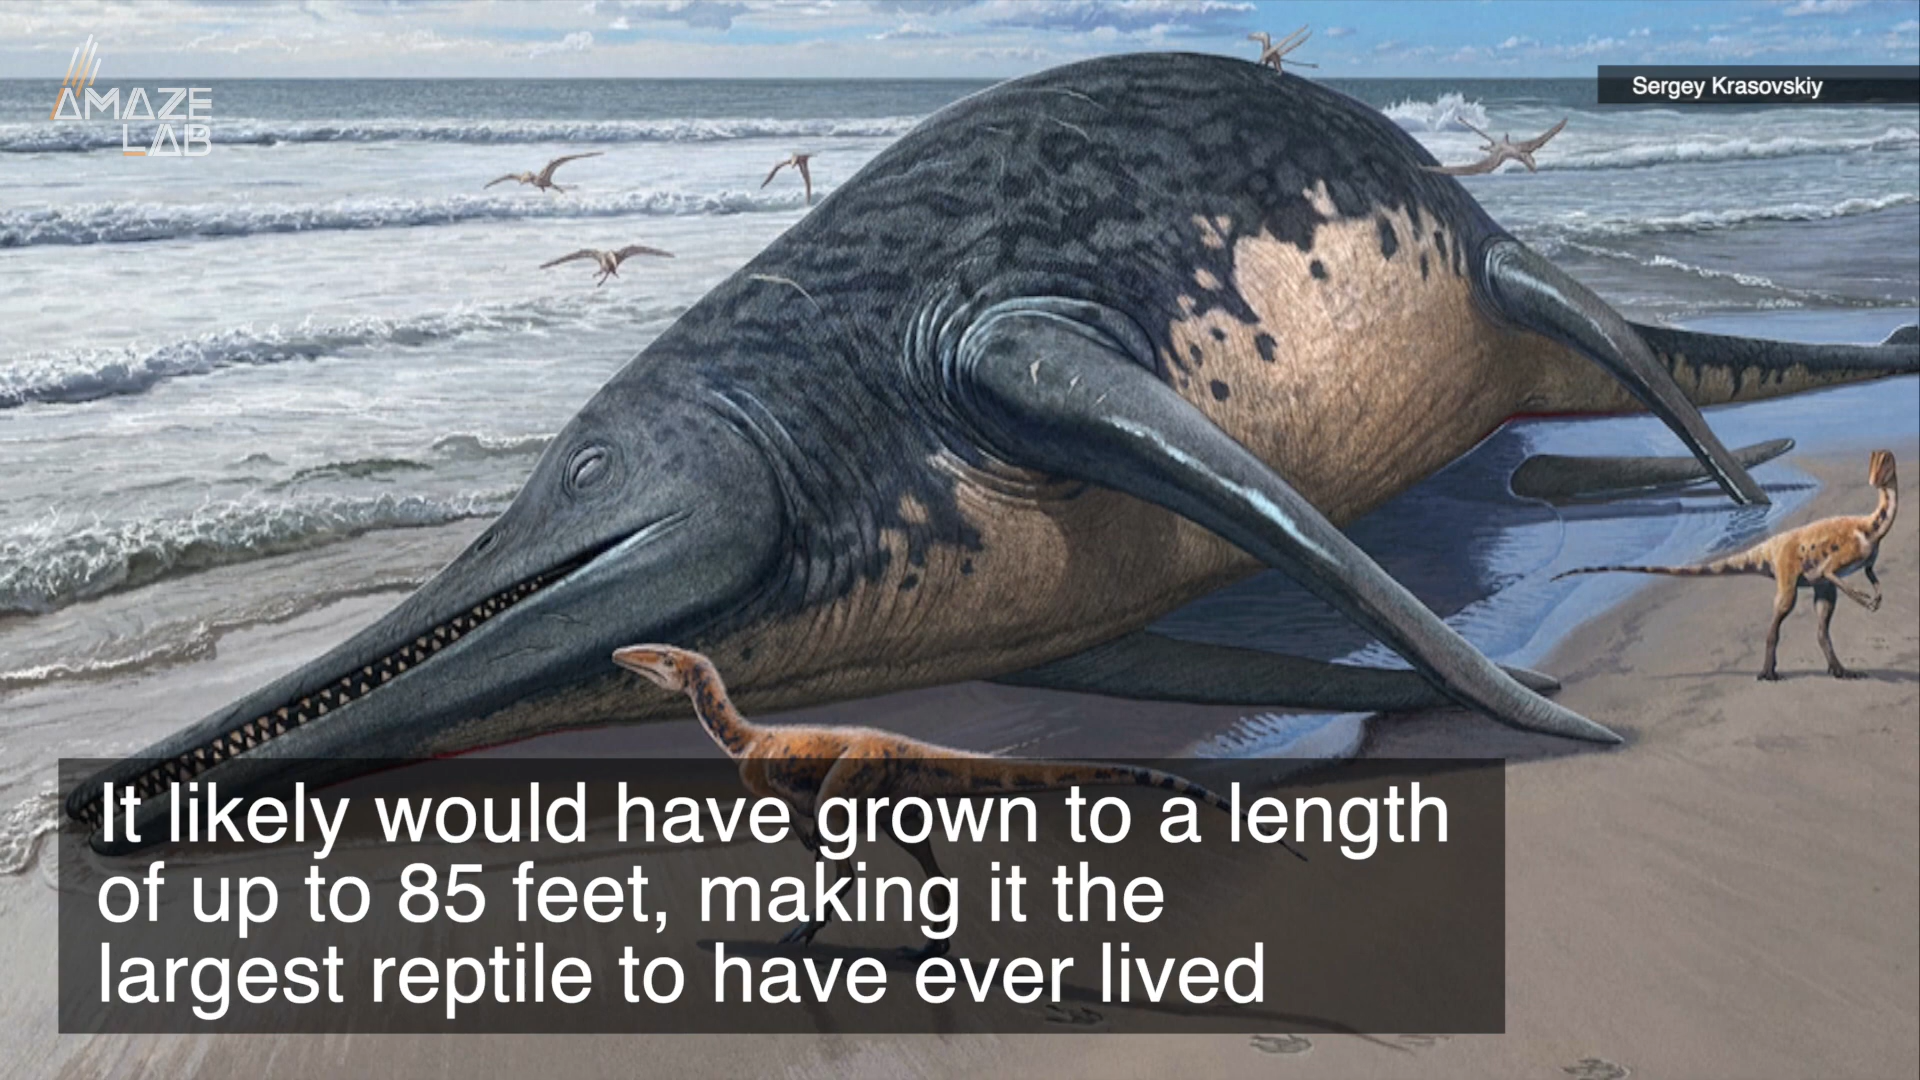 AMAZE
LAB
Sergey Krasovskiy
It likely would have grown to a length
of up to 85 feet, making it the
largest reptile to have ever lived